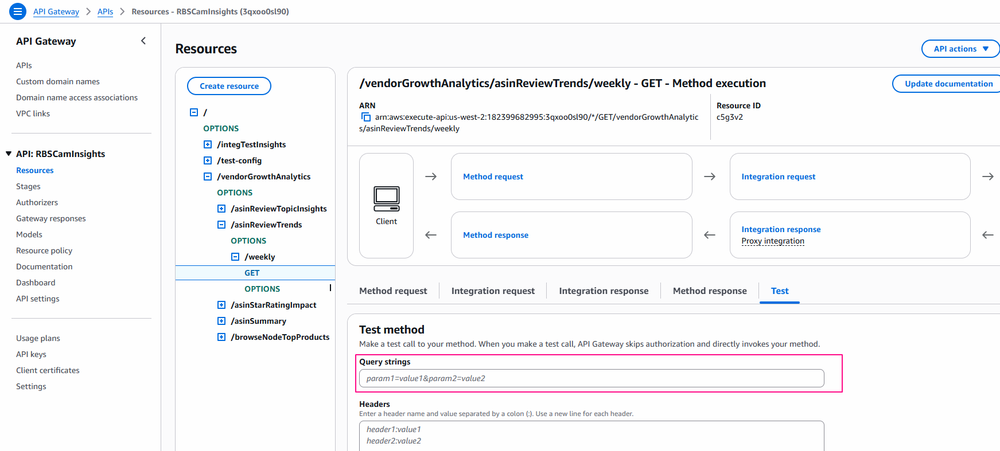 API Gateway > APIs > Resources - RBSCamInsights (3qxoo0sl90)
API Gateway
APIs
Custom domain names
Domain name access associations
VPC links
API: RBSCamInsights
Resources
Stages
Authorizers
Gateway responses
Models
Resource policy
Documentation
Dashboard
API settings
Usage plans
API keys
Client certificates
Settings
Resources
API actions
Create resource
/
OPTIONS
/integTestInsights
/test-config
/vendorGrowthAnalytics
OPTIONS
/asinReviewTopicInsights
/asinReviewTrends
OPTIONS
/weekly
GET
OPTIONS
/asinStarRatingImpact
/asinSummary
/browseNodeTopProducts
/vendorGrowthAnalytics/asinReviewTrends/weekly - GET - Method execution
Update documentation
ARN
arn:aws:execute-api:us-west-2:182399682995:3qxoo0sl90/*/GET/vendorGrowthAnalytic
s/asinReviewTrends/weekly
Resource ID
c5g3v2
Client
Method request
Integration request
Method response
Integration response
Proxy integration
Method request
Integration request
Integration response
Method response
Test
Test method
Make a test call to your method. When you make a test call, API Gateway skips authorization and directly invokes your method.
Query strings
param1=value1&param2=value2
Headers
Enter a header name and value separated by a colon (:). Use a new line for each header.
header1:value1
header2:value2